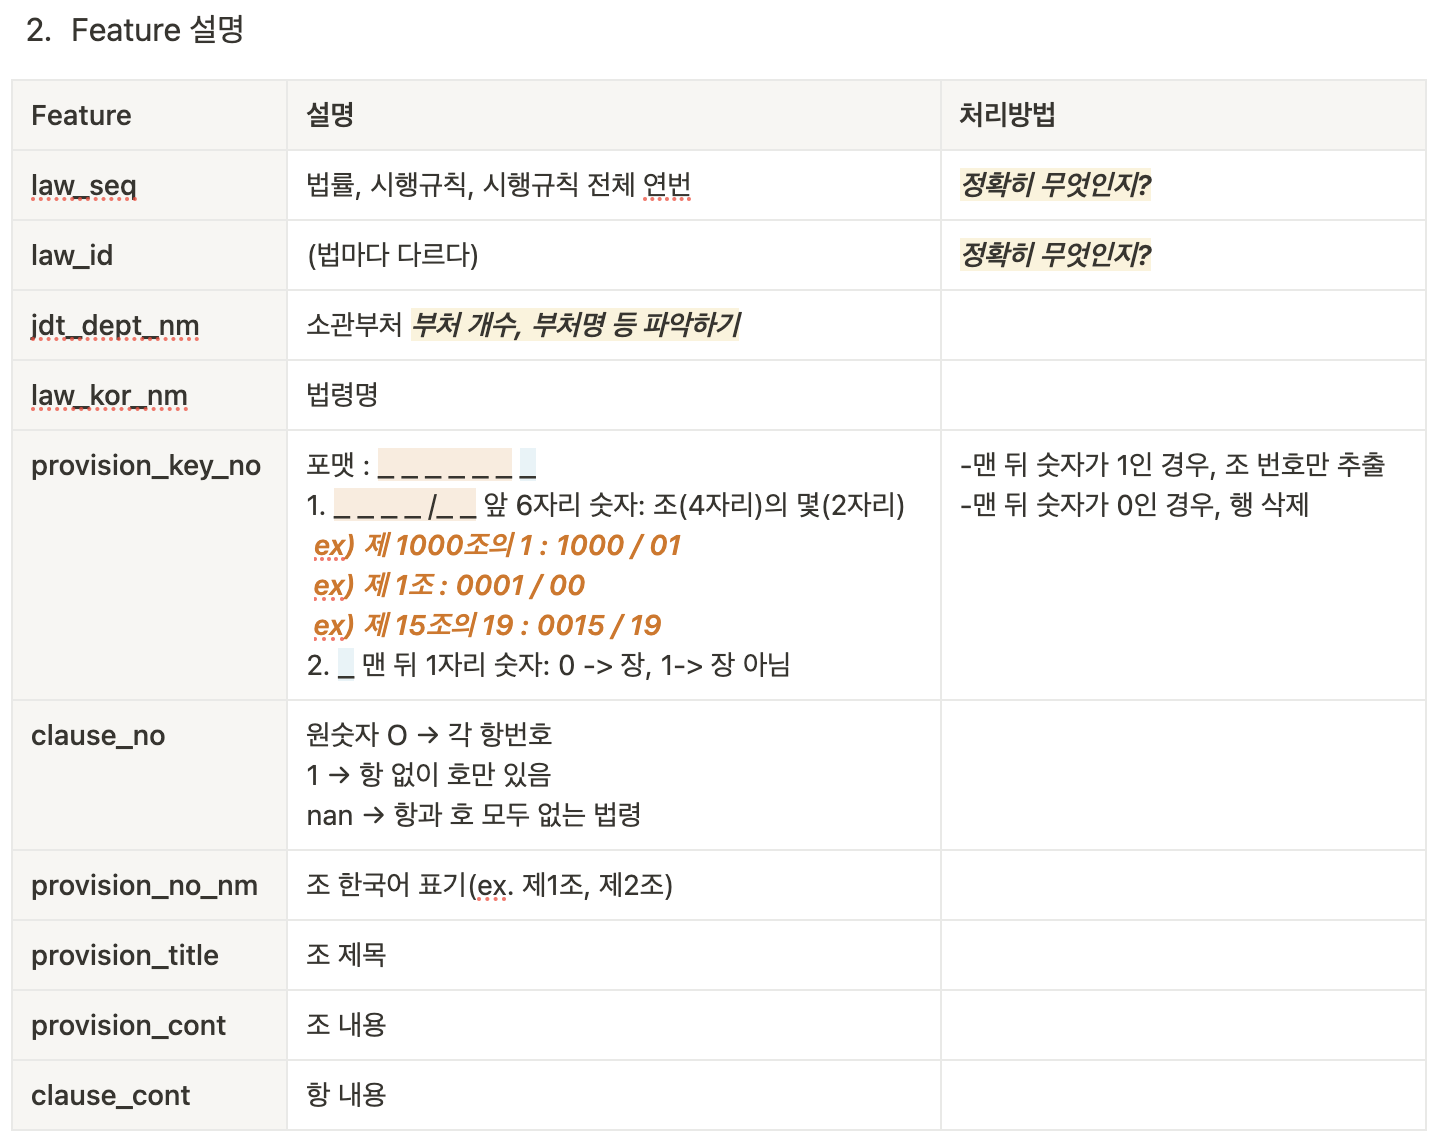 2. Feature 설명
Feature 설명 처리방법
law_seq 법률, 시행규칙, 시행규칙 전체 연번 정확히 무엇인지?
law_id (법마다 다르다) 정확히 무엇인지?
jdt_dept_nm 소관부처 부처 개수, 부처명 등 파악하기
law_kor_nm 법령명
provision_key_no 포맷 : _ _ _ _ _ _ _ -맨 뒤 숫자가 1인 경우, 조 번호만 추출
1. _ _ _ _ /_ _ 앞 6자리 숫자: 조(4자리)의 몇(2자리) -맨 뒤 숫자가 0인 경우, 행 삭제
ex) 제 1000조의 1 : 1000 / 01
ex) 제 1조 : 0001 / 00
ex) 제 15조의 19 : 0015 / 19
2. _ 맨 뒤 1자리 숫자: 0 -> 장, 1-> 장 아님
clause_no 원숫자 O → 각 항번호
1 → 항 없이 호만 있음
nan → 항과 호 모두 없는 법령
provision_no_nm 조 한국어 표기(ex. 제1조, 제2조)
provision_title 조 제목
provision_cont 조 내용
clause_cont 항 내용